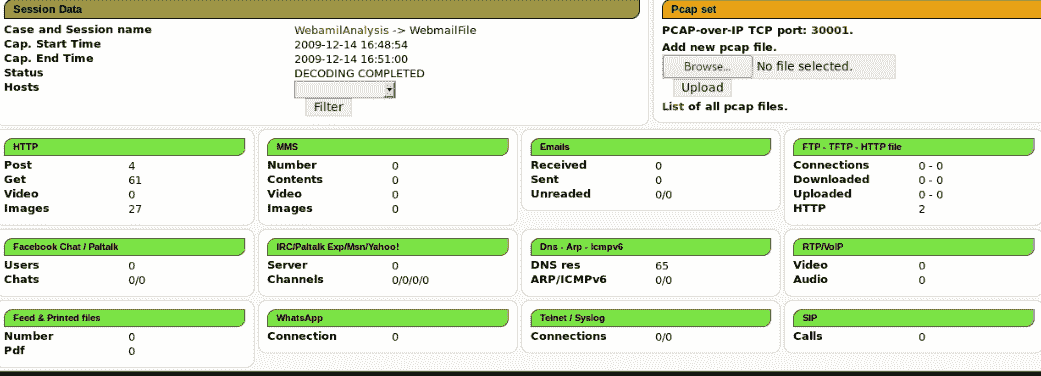 Session Data
Case and Session name WebamilAnalysis -> WebmailFile
Cap. Start Time 2009-12-14 16:48:54
Cap. End Time 2009-12-14 16:51:00
Status DECODING COMPLETED
Hosts
Filter
Pcap set
PCAP-over-IP TCP port: 30001.
Add new pcap file.
Browse... No file selected.
Upload
List of all pcap files.
HTTP
Post 4
Get 61
Video 0
Images 27
MMS
Number 0
Contents 0
Video 0
Images 0
Emails
Received 0
Sent 0
Unreaded 0/0
FTP - TFTP - HTTP file
Connections 0 - 0
Downloaded 0 - 0
Uploaded 0 - 0
HTTP 2
Facebook Chat / Paltalk
Users 0
Chats 0/0
IRC/Paltalk Exp/Msn/Yahoo!
Server 0
Channels 0/0/0/0
Dns - Arp - Icmpv6
DNS res 65
ARP/ICMPv6 0/0
RTP/VoIP
Video 0
Audio 0
Feed & Printed files
Number 0
Pdf 0
WhatsApp
Connection 0
Telnet / Syslog
Connections 0/0
SIP
Calls 0